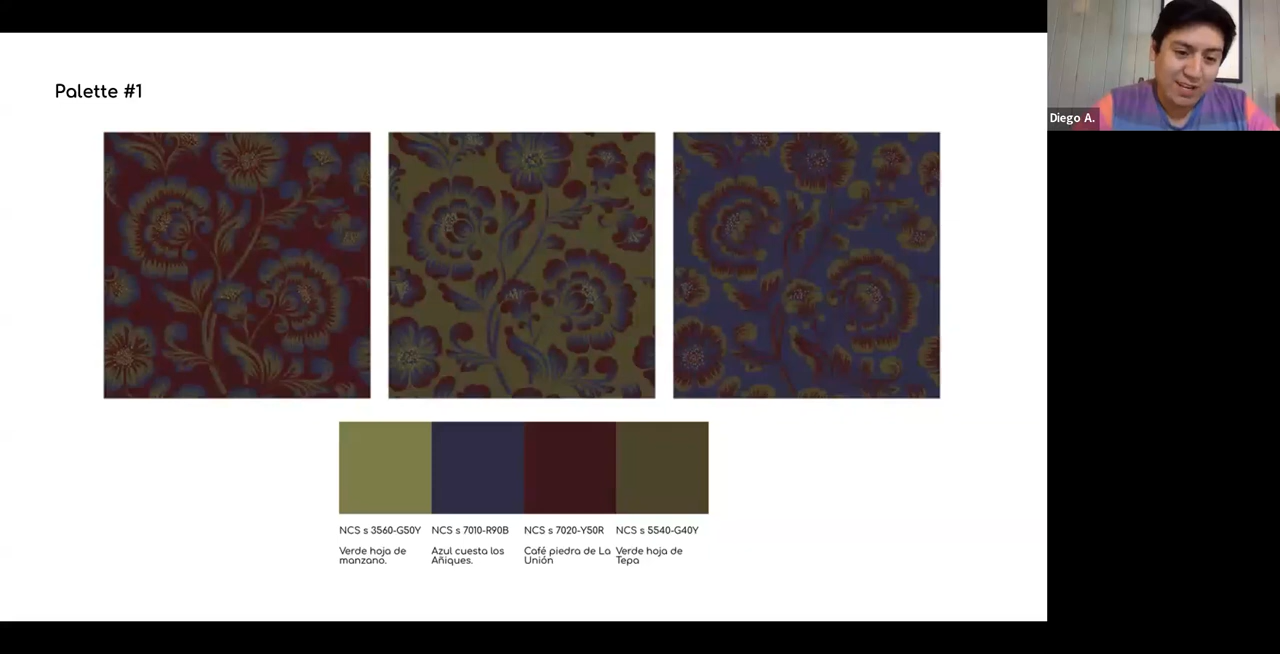 Palette #1
Diego A.
NCS s 3560-G50Y
NCS s 7010-R90B
NCS s 7020-Y50R
NCS s 5540-G40Y
Verde hoja de
manzano.
Azul cuesta los
Añiques.
Café piedra de La
Unión
Verde hoja de
Tepa